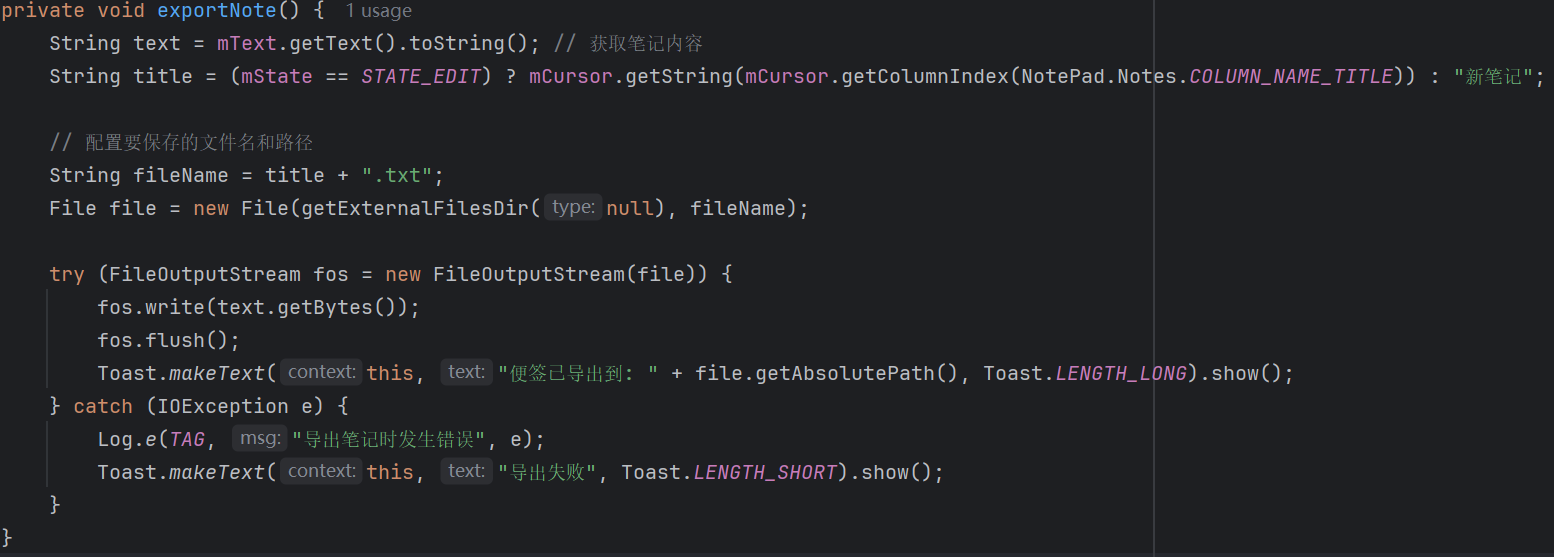 private void exportNote() { 1 usage
    String text = mText.getText().toString(); // 获取笔记内容
    String title = (mState == STATE_EDIT) ? mCursor.getString(mCursor.getColumnIndex(NotePad.Notes.COLUMN_NAME_TITLE)) : "新笔记";

    // 配置要保存的文件名和路径
    String fileName = title + ".txt";
    File file = new File(getExternalFilesDir( type: null), fileName);

    try (FileOutputStream fos = new FileOutputStream(file)) {
        fos.write(text.getBytes());
        fos.flush();
        Toast.makeText( context: this, text: "便签已导出到: " + file.getAbsolutePath(), Toast.LENGTH_LONG).show();
    } catch (IOException e) {
        Log.e(TAG, msg: "导出笔记时发生错误", e);
        Toast.makeText( context: this, text: "导出失败", Toast.LENGTH_SHORT).show();
    }
}